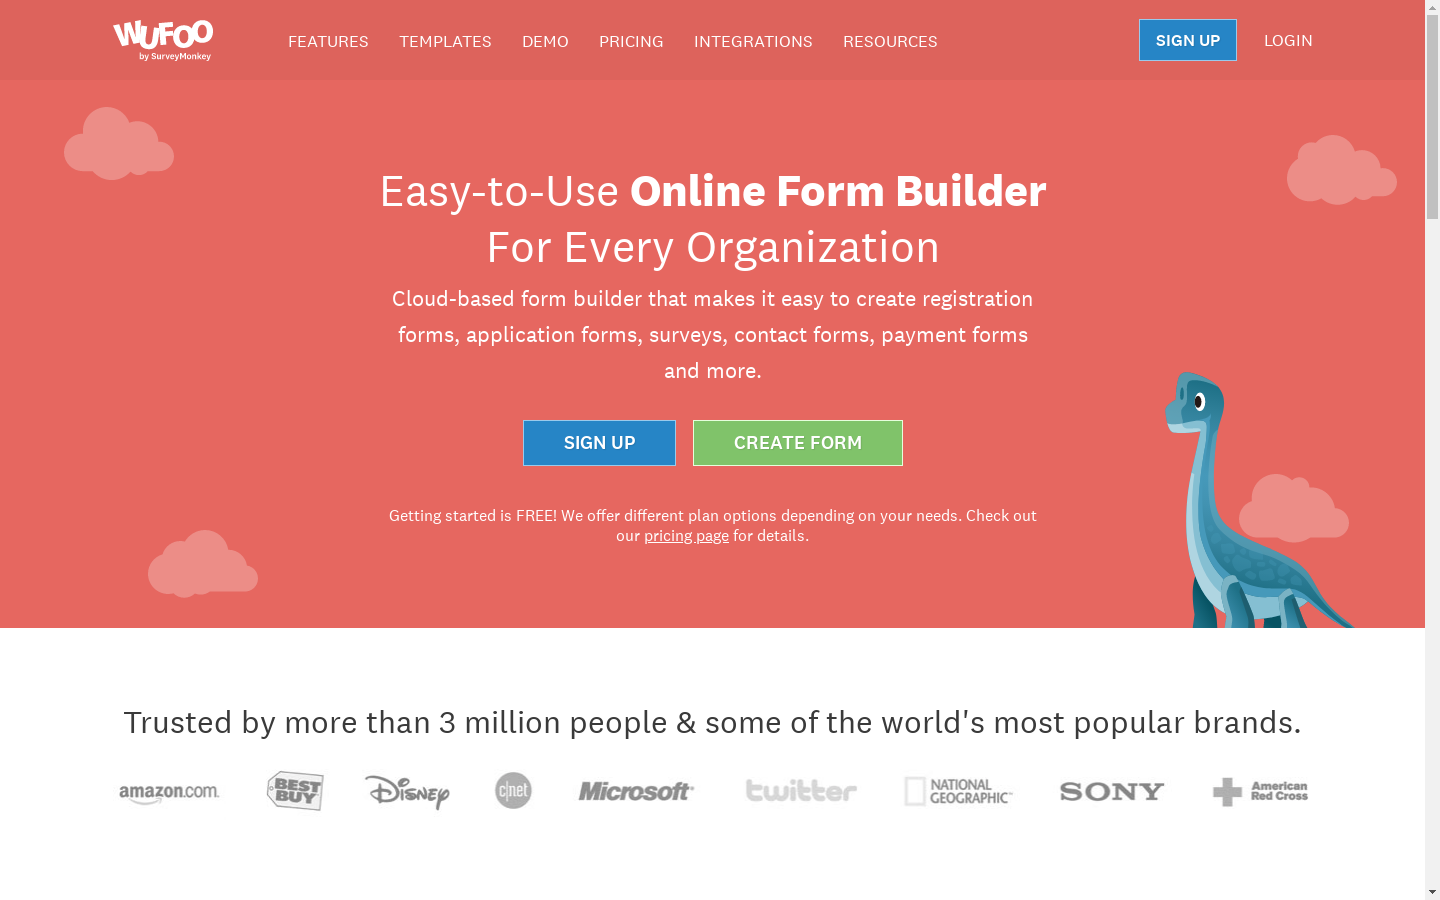 WUFOO
by SurveyMonkey
FEATURES TEMPLATES DEMO PRICING INTEGRATIONS RESOURCES SIGN UP LOGIN
Easy-to-Use Online Form Builder
For Every Organization
Cloud-based form builder that makes it easy to create registration
forms, application forms, surveys, contact forms, payment forms
and more.
SIGN UP CREATE FORM
Getting started is FREE! We offer different plan options depending on your needs. Check out
our pricing page for details.
Trusted by more than 3 million people & some of the world's most popular brands.
amazon.com.
BEST
BUY
Disney
c|net
Microsoft
twitter
NATIONAL
GEOGRAPHIC™
SONY
American
Red Cross